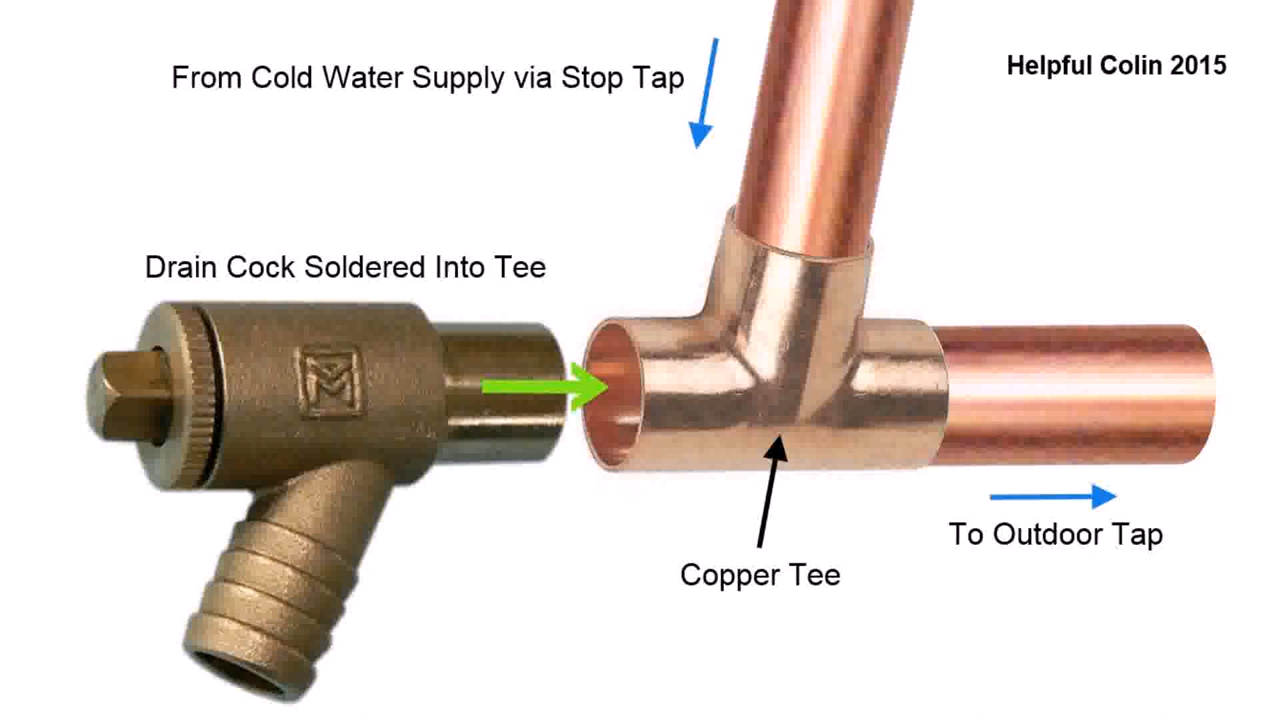 From Cold Water Supply via Stop Tap
Helpful Colin 2015
Drain Cock Soldered Into Tee
To Outdoor Tap
Copper Tee